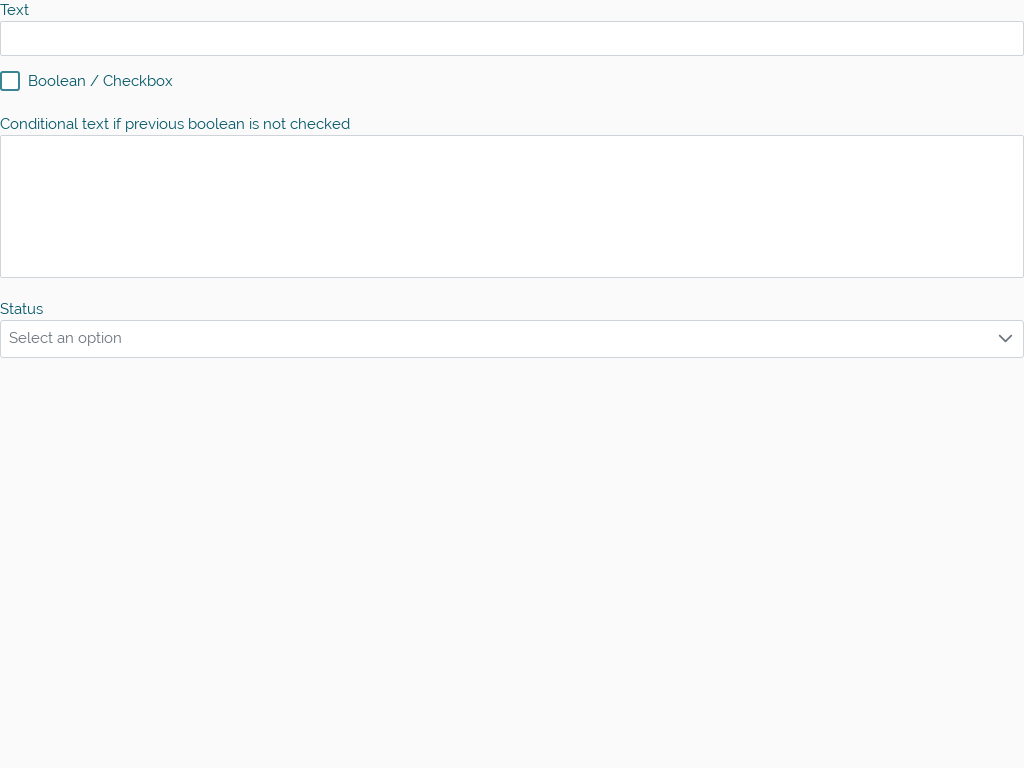 Text
Boolean / Checkbox
Conditional text if previous boolean is not checked
Status
Select an option